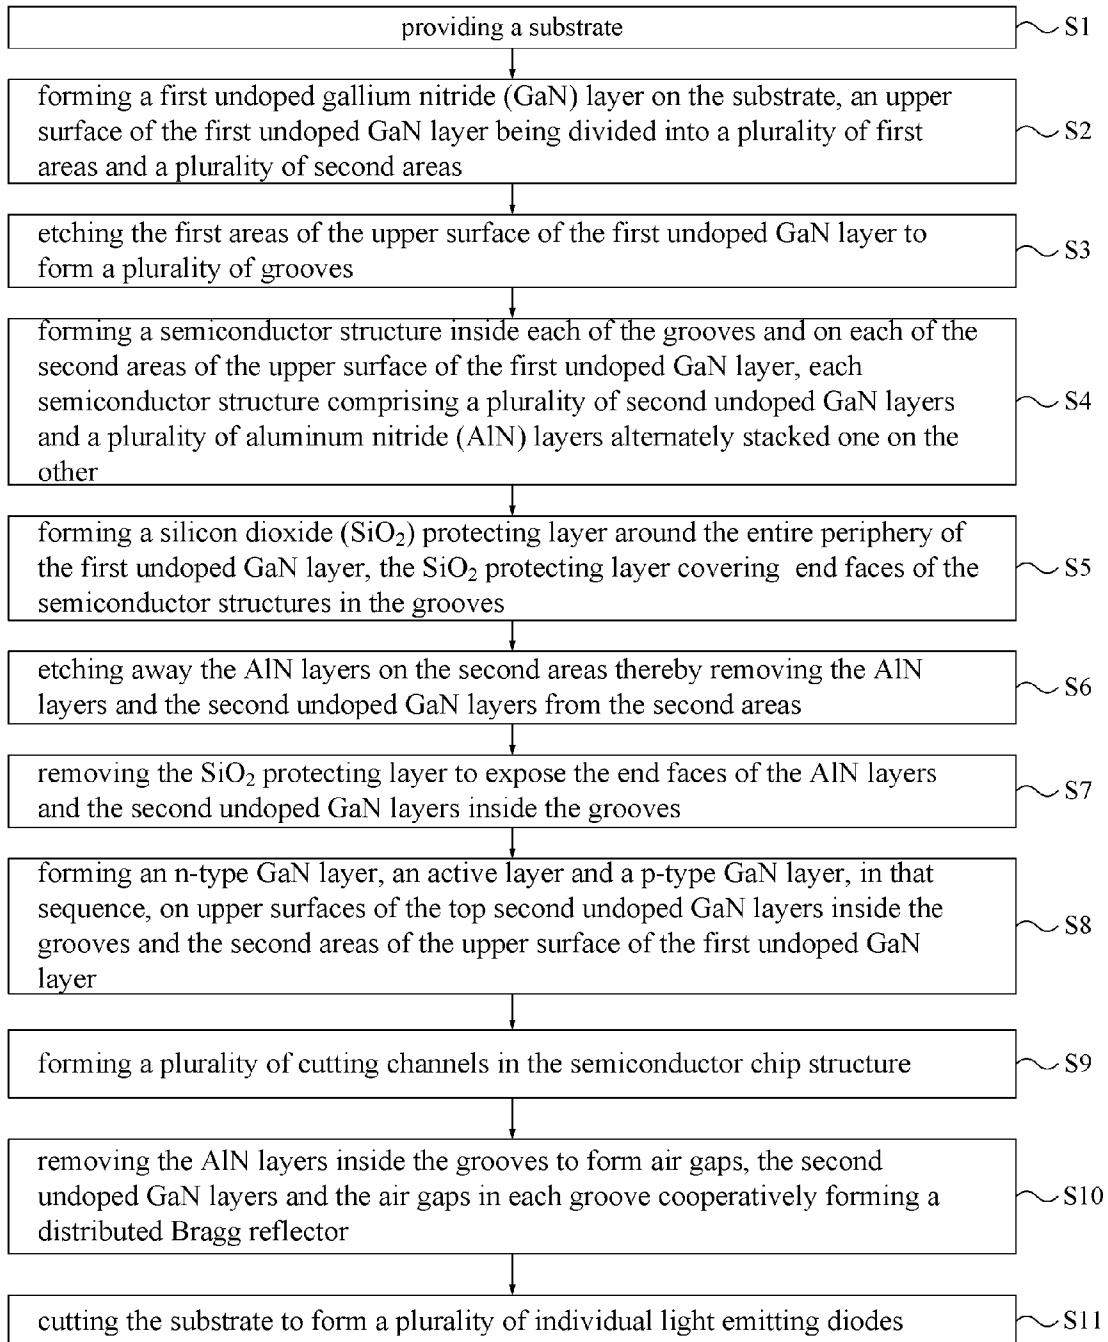 providing a substrate
S1
forming a first undoped gallium nitride (GaN) layer on the substrate, an upper
surface of the first undoped GaN layer being divided into a plurality of first
areas and a plurality of second areas
S2
etching the first areas of the upper surface of the first undoped GaN layer to
form a plurality of grooves
S3
forming a semiconductor structure inside each of the grooves and on each of the
second areas of the upper surface of the first undoped GaN layer, each
semiconductor structure comprising a plurality of second undoped GaN layers
and a plurality of aluminum nitride (AlN) layers alternately stacked one on the
other
S4
forming a silicon dioxide (SiO₂) protecting layer around the entire periphery of
the first undoped GaN layer, the SiO₂ protecting layer covering end faces of the
semiconductor structures in the grooves
S5
etching away the AlN layers on the second areas thereby removing the AlN
layers and the second undoped GaN layers from the second areas
S6
removing the SiO₂ protecting layer to expose the end faces of the AlN layers
and the second undoped GaN layers inside the grooves
S7
forming an n-type GaN layer, an active layer and a p-type GaN layer, in that
sequence, on upper surfaces of the top second undoped GaN layers inside the
grooves and the second areas of the upper surface of the first undoped GaN
layer
S8
forming a plurality of cutting channels in the semiconductor chip structure
S9
removing the AlN layers inside the grooves to form air gaps, the second
undoped GaN layers and the air gaps in each groove cooperatively forming a
distributed Bragg reflector
S10
cutting the substrate to form a plurality of individual light emitting diodes
S11